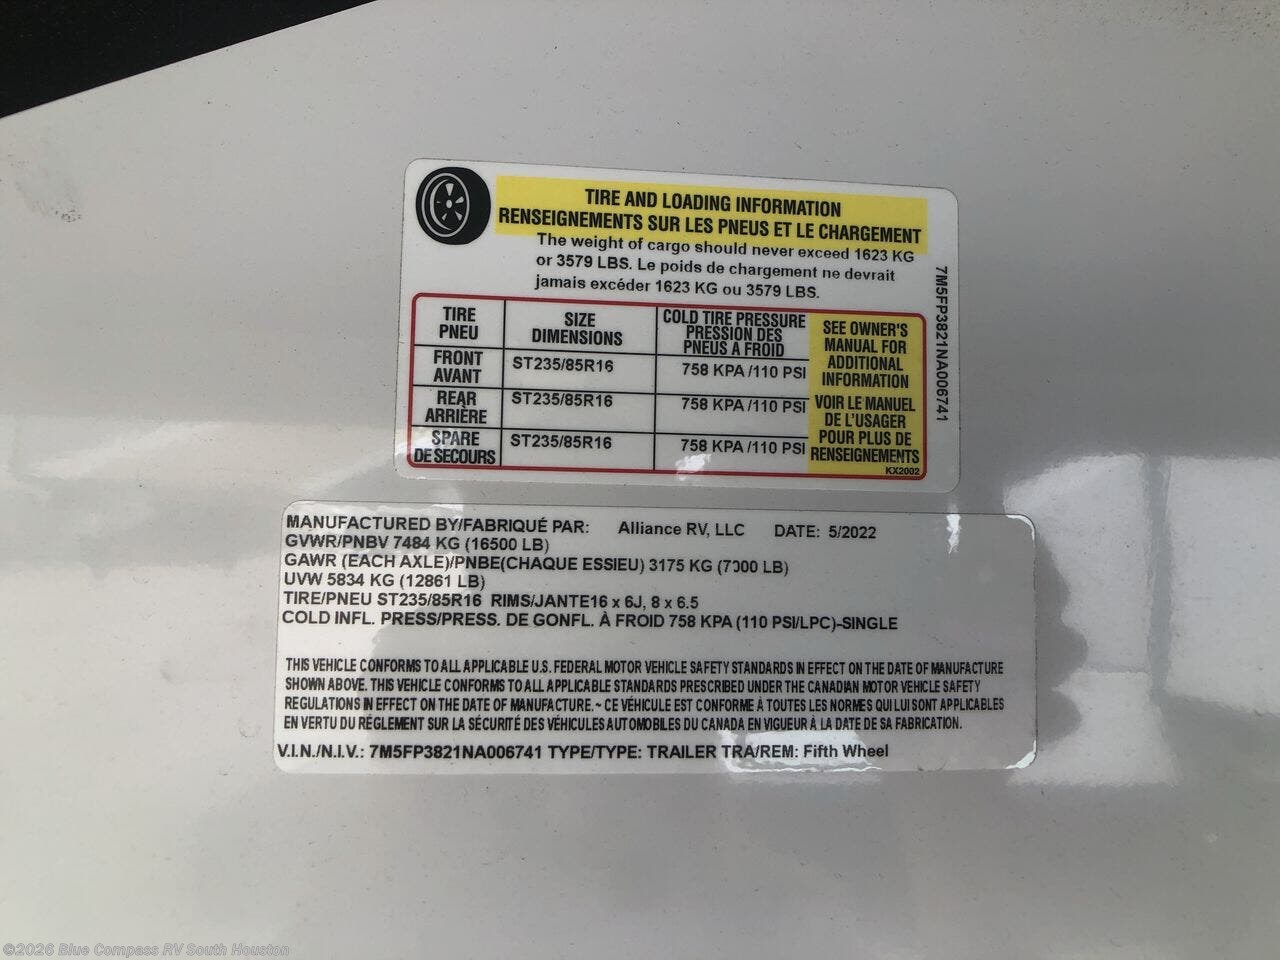 TIRE AND LOADING INFORMATION
RENSEIGNEMENTS SUR LES PNEUS ET LE CHARGEMENT
The weight of cargo should never exceed 1623 KG
or 3579 LBS. Le poids de chargement ne devrait
jamais excéder 1623 KG ou 3579 LBS.
TIRE PNEU
SIZE DIMENSIONS
COLD TIRE PRESSURE PRESSION DES PNEUS A FROID
FRONT AVANT
ST235/85R16
758 KPA /110 PSI
REAR ARRIÈRE
ST235/85R16
758 KPA /110 PSI
SPARE DE SECOURS
ST235/85R16
758 KPA /110 PSI
SEE OWNER'S
MANUAL FOR
ADDITIONAL
INFORMATION
VOIR LE MANUEL
DE L'USAGER
POUR PLUS DE
RENSEIGNEMENTS
KX2002
7M5FP3821NA006741
MANUFACTURED BY/FABRIQUÉ PAR: Alliance RV, LLC DATE: 5/2022
GVWR/PNBV 7484 KG (16500 LB)
GAWR (EACH AXLE)/PNBE(CHAQUE ESSIEU) 3175 KG (7000 LB)
UVW 5834 KG (12861 LB)
TIRE/PNEU ST235/85R16 RIMS/JANTE16 x 6J, 8 x 6.5
COLD INFL. PRESS/PRESS. DE GONFL. À FROID 758 KPA (110 PSI/LPC)-SINGLE
THIS VEHICLE CONFORMS TO ALL APPLICABLE U.S. FEDERAL MOTOR VEHICLE SAFETY STANDARDS IN EFFECT ON THE DATE OF MANUFACTURE
SHOWN ABOVE. THIS VEHICLE CONFORMS TO ALL APPLICABLE STANDARDS PRESCRIBED UNDER THE CANADIAN MOTOR VEHICLE SAFETY
REGULATIONS IN EFFECT ON THE DATE OF MANUFACTURE. ~ CE VÉHICULE EST CONFORME À TOUTES LES NORMES QUI LUI SONT APPLICABLES
EN VERTU DU RÉGLEMENT SUR LA SÉCURITÉ DES VÉHICULES AUTOMOBILES DU CANADA EN VIGUEUR À LA DATE DE SA FABRICATION.
V.I.N./N.I.V.: 7M5FP3821NA006741 TYPE/TYPE: TRAILER TRA/REM: Fifth Wheel
©2026 Blue Compass RV South Houston